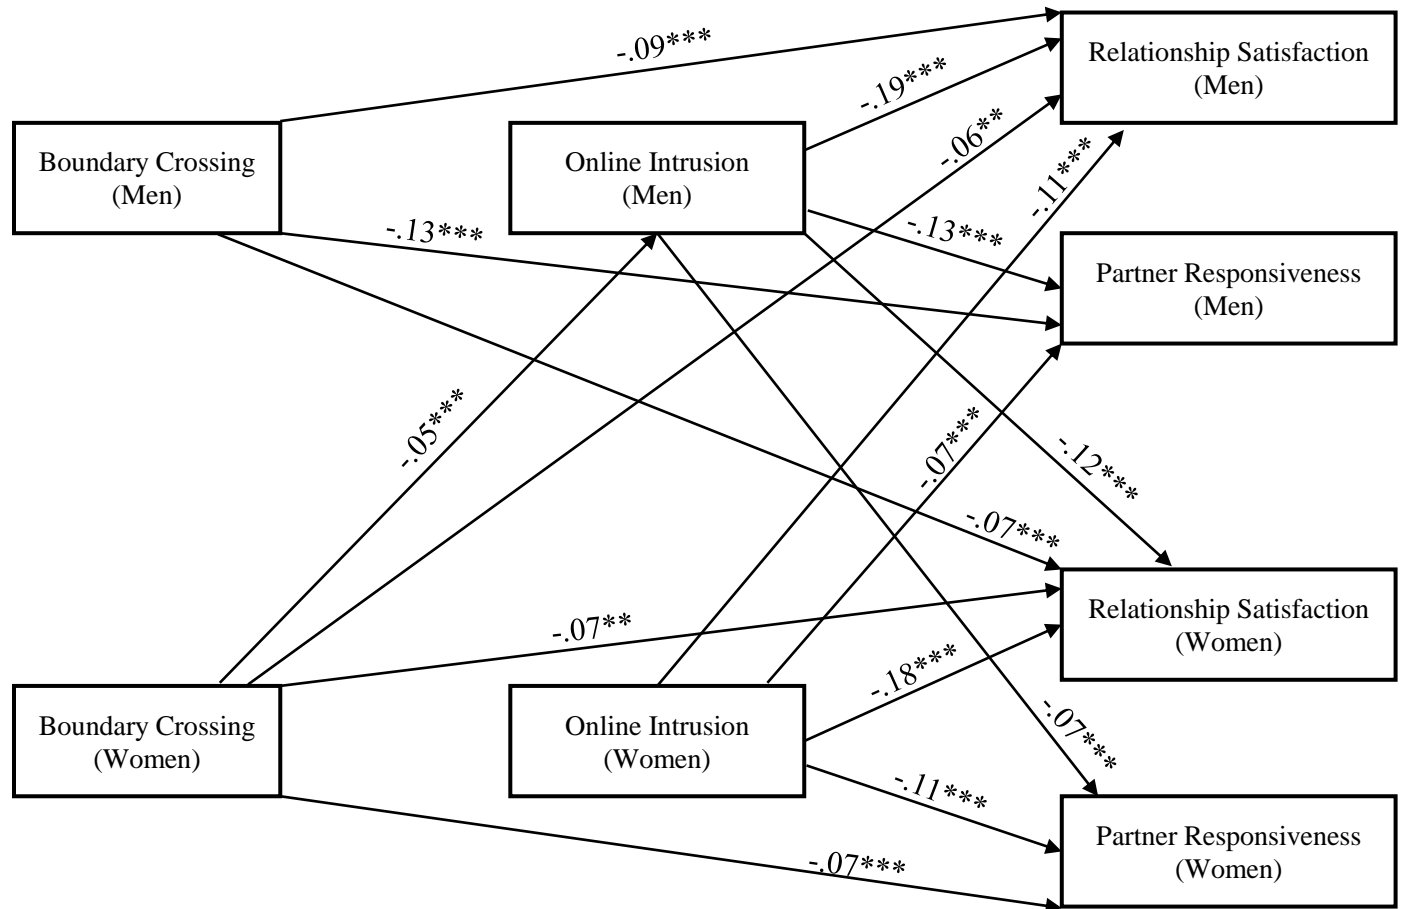 -.09***
Relationship Satisfaction
(Men)
-.19***
-.06**
-.11***
Boundary Crossing
(Men)
Online Intrusion
(Men)
-.13***
-.13***
Partner Responsiveness
(Men)
-.05***
-.07***
-.12***
-.07***
-.07**
Relationship Satisfaction
(Women)
-.18***
Boundary Crossing
(Women)
Online Intrusion
(Women)
-.07***
-.11***
Partner Responsiveness
(Women)
-.07***